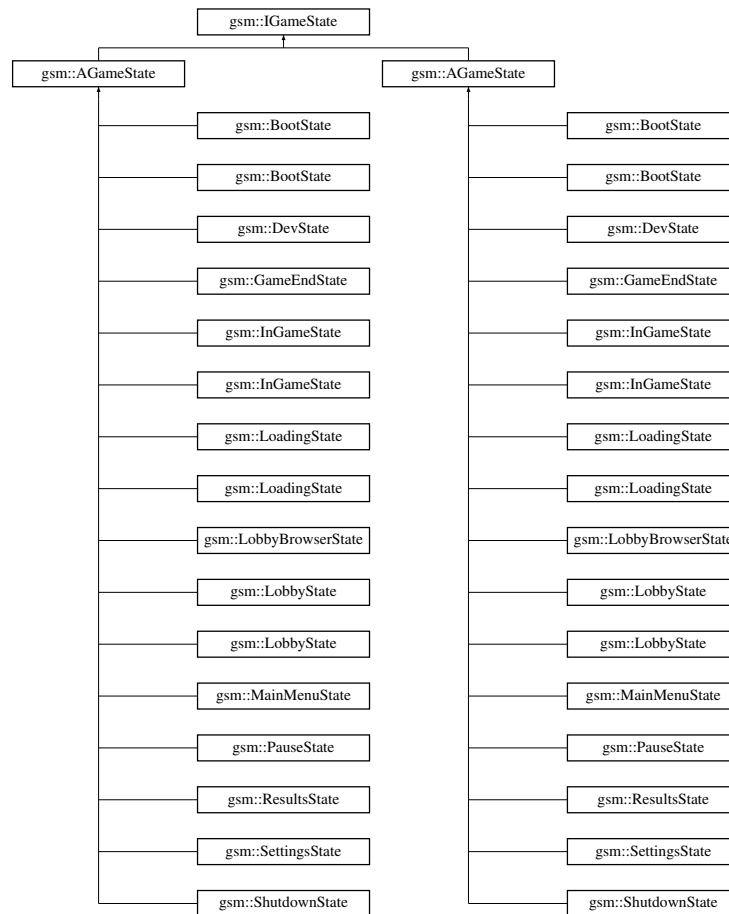 gsm::IGameState
gsm::AGameState gsm::AGameState
gsm::BootState gsm::BootState
gsm::BootState gsm::BootState
gsm::DevState gsm::DevState
gsm::GameEndState gsm::GameEndState
gsm::InGameState gsm::InGameState
gsm::InGameState gsm::InGameState
gsm::LoadingState gsm::LoadingState
gsm::LoadingState gsm::LoadingState
gsm::LobbyBrowserState gsm::LobbyBrowserState
gsm::LobbyState gsm::LobbyState
gsm::LobbyState gsm::LobbyState
gsm::MainMenuState gsm::MainMenuState
gsm::PauseState gsm::PauseState
gsm::ResultsState gsm::ResultsState
gsm::SettingsState gsm::SettingsState
gsm::ShutdownState gsm::ShutdownState